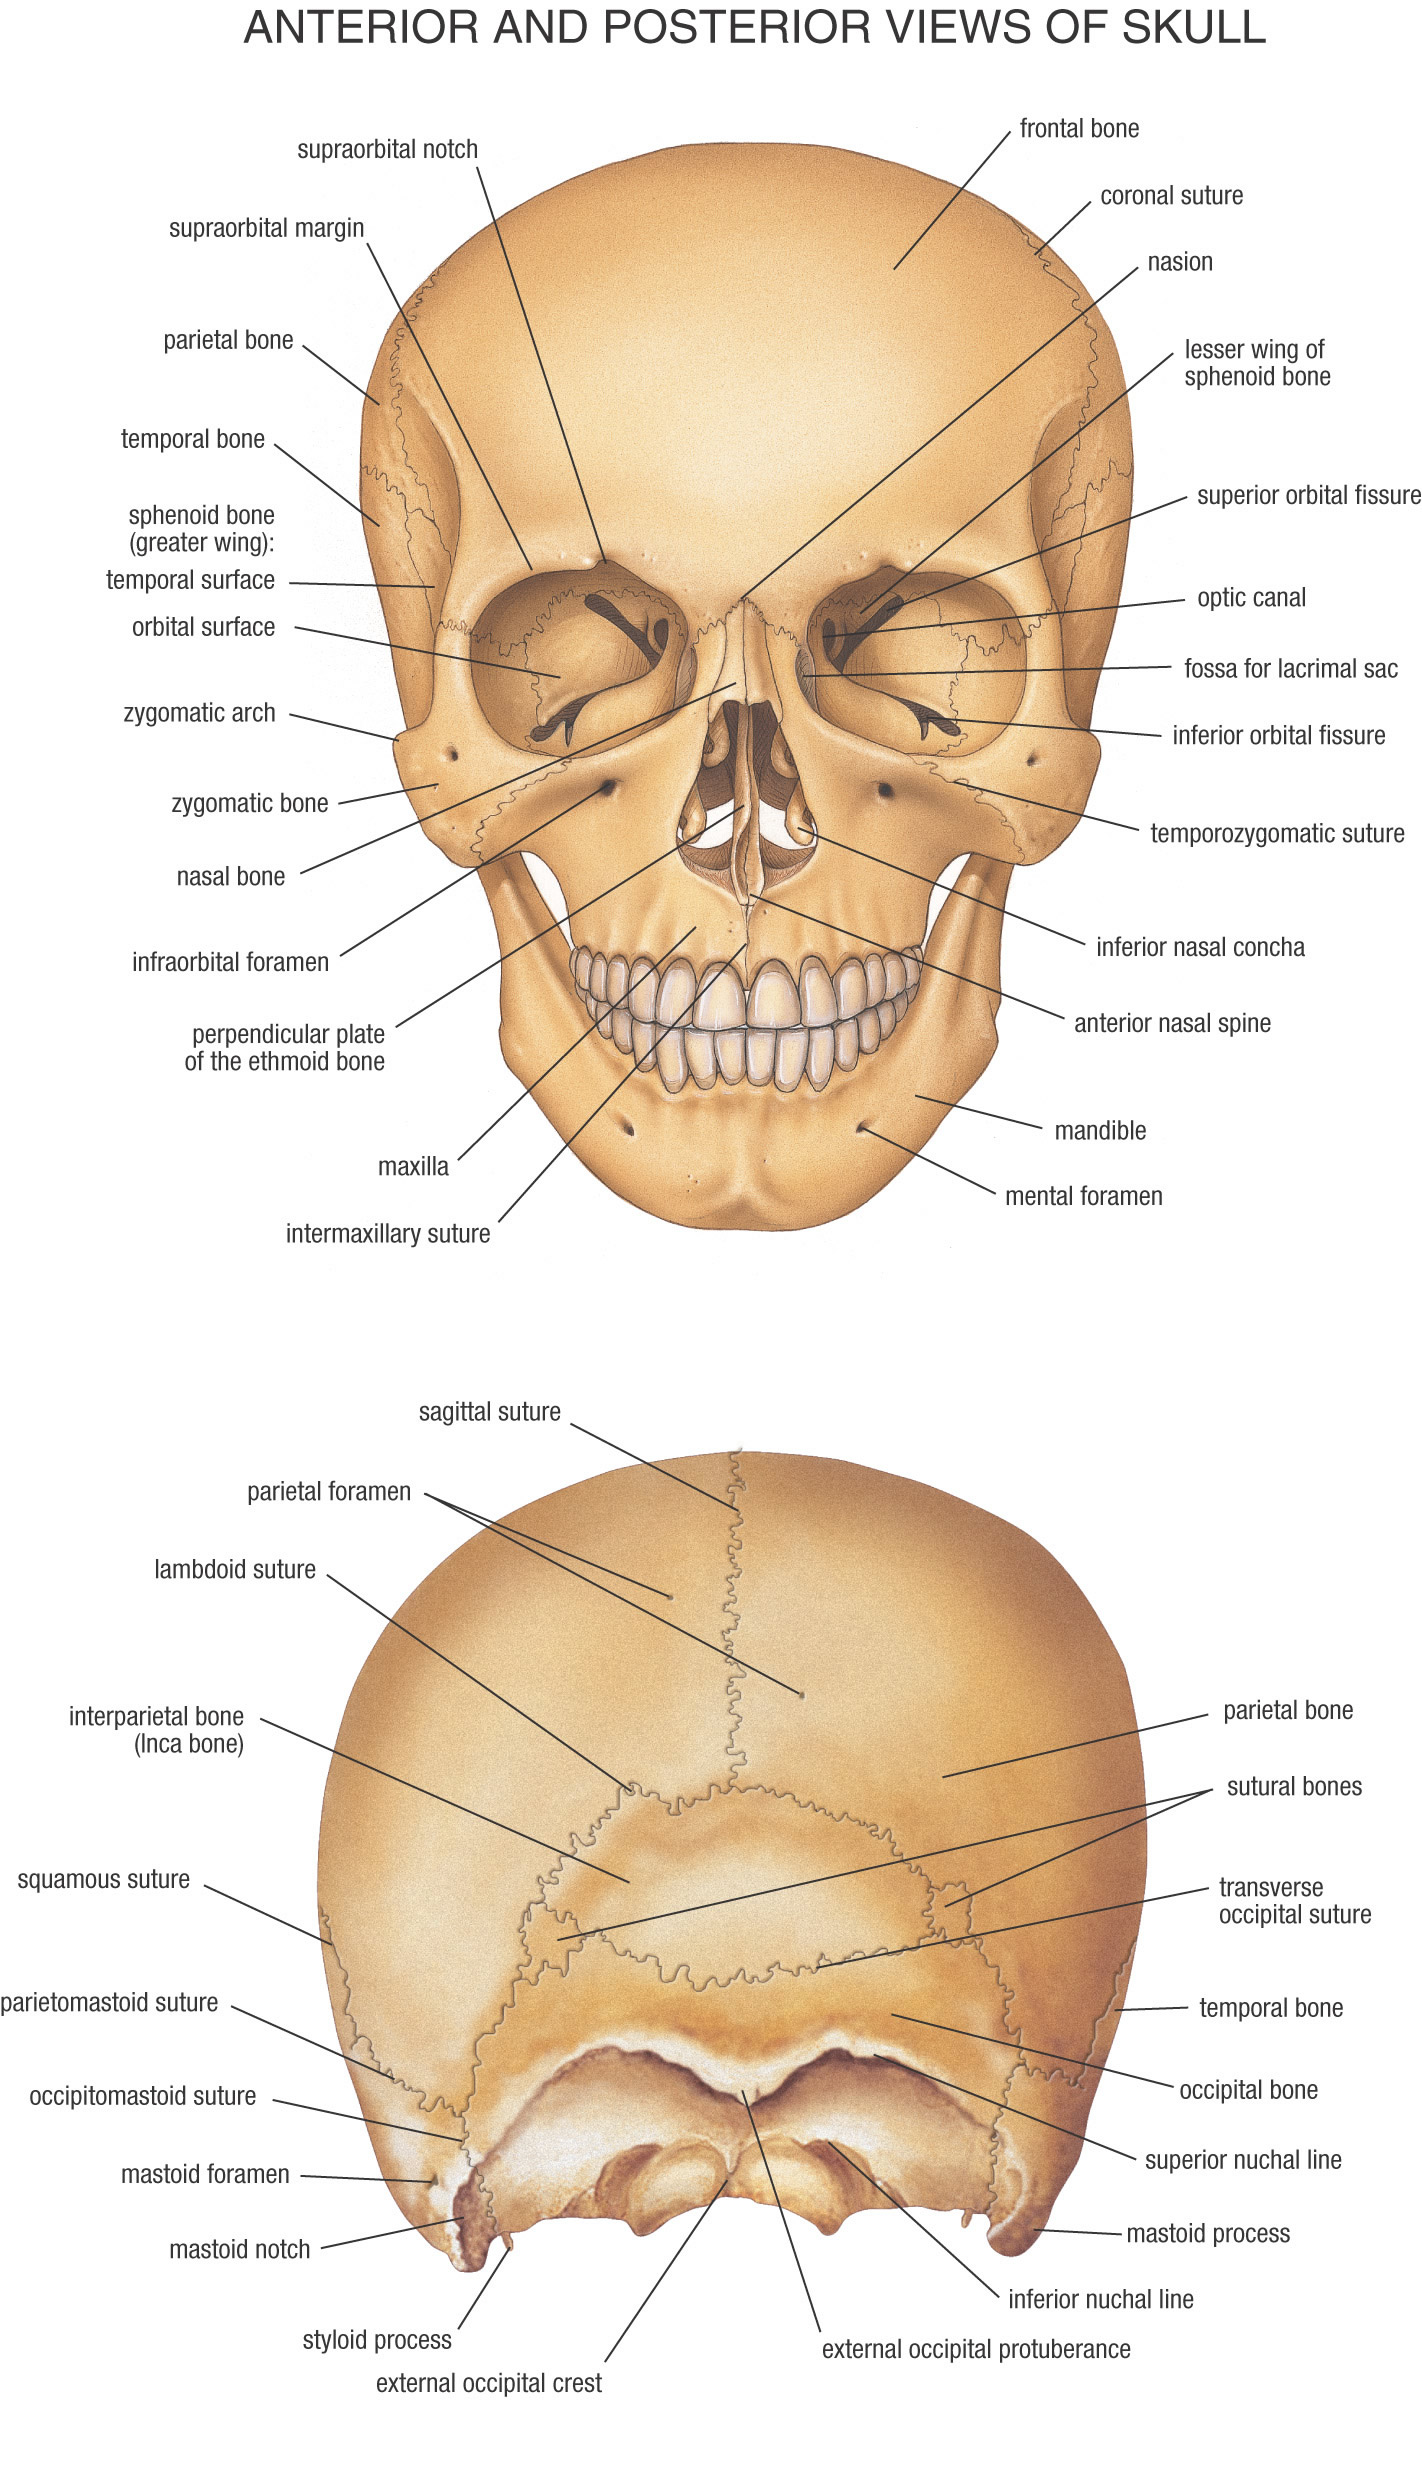 ANTERIOR AND POSTERIOR VIEWS OF SKULL
supraorbital notch
supraorbital margin
parietal bone
temporal bone
sphenoid bone
(greater wing):
temporal surface
orbital surface
zygomatic arch
zygomatic bone
nasal bone
infraorbital foramen
perpendicular plate
of the ethmoid bone
maxilla
intermaxillary suture
frontal bone
coronal suture
nasion
lesser wing of
sphenoid bone
superior orbital fissure
optic canal
fossa for lacrimal sac
inferior orbital fissure
temporozygomatic suture
inferior nasal concha
anterior nasal spine
mandible
mental foramen
sagittal suture
parietal foramen
lambdoid suture
interparietal bone
(Inca bone)
squamous suture
parietomastoid suture
occipitomastoid suture
mastoid foramen
mastoid notch
styloid process
external occipital crest
parietal bone
sutural bones
transverse
occipital suture
temporal bone
occipital bone
superior nuchal line
mastoid process
inferior nuchal line
external occipital protuberance